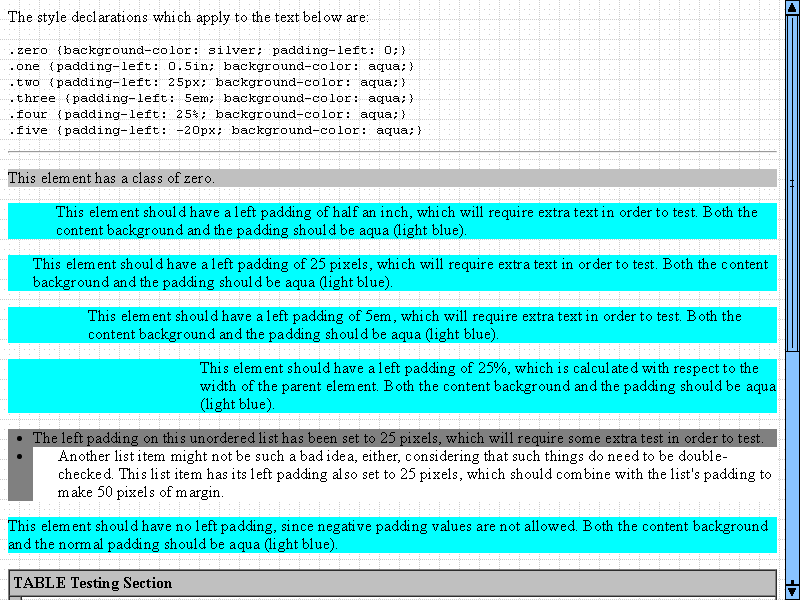 The style declarations which apply to the text below are:
.zero {background-color: silver; padding-left: 0;}
.one {padding-left: 0.5in; background-color: aqua;}
.two {padding-left: 25px; background-color: aqua;}
.three {padding-left: 5em; background-color: aqua;}
.four {padding-left: 25%; background-color: aqua;}
.five {padding-left: -20px; background-color: aqua;}
This element has a class of zero.
This element should have a left padding of half an inch, which will require extra text in order to test. Both the
content background and the padding should be aqua (light blue).
This element should have a left padding of 25 pixels, which will require extra text in order to test. Both the content
background and the padding should be aqua (light blue).
This element should have a left padding of 5em, which will require extra text in order to test. Both the
content background and the padding should be aqua (light blue).
This element should have a left padding of 25%, which is calculated with respect to the
width of the parent element. Both the content background and the padding should be aqua
(light blue).
• The left padding on this unordered list has been set to 25 pixels, which will require some extra test in order to test.
• Another list item might not be such a bad idea, either, considering that such things do need to be double-
checked. This list item has its left padding also set to 25 pixels, which should combine with the list's padding to
make 50 pixels of margin.
This element should have no left padding, since negative padding values are not allowed. Both the content background
and the normal padding should be aqua (light blue).
TABLE Testing Section